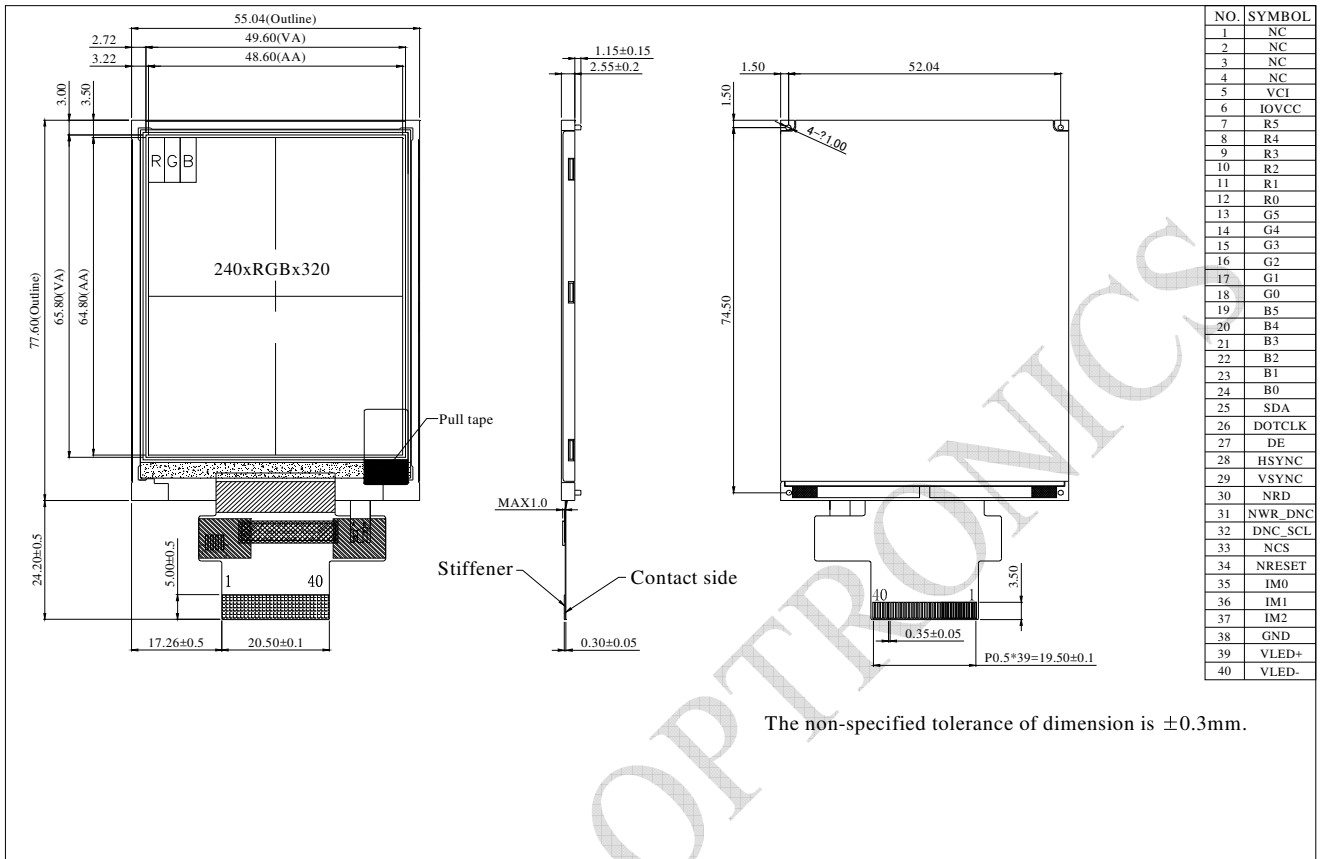 55.04(Outline)
2.72
49.60(VA)
3.22
48.60(AA)
3.00
3.50
77.60(Outline)
65.80(VA)
64.80(AA)
R G B
240xRGBx320
Pull tape
24.20±0.5
5.00±0.5
1 40
17.26±0.5
20.50±0.1
1.15±0.15
2.55±0.2
MAX1.0
Stiffener
Contact side
0.30±0.05
1.50
52.04
1.50
4-?1.00
74.50
40 1
3.50
0.35±0.05
P0.5*39=19.50±0.1
The non-specified tolerance of dimension is ±0.3mm.
OPTRONICS
NO. SYMBOL
1 NC
2 NC
3 NC
4 NC
5 VCI
6 IOVCC
7 R5
8 R4
9 R3
10 R2
11 R1
12 R0
13 G5
14 G4
15 G3
16 G2
17 G1
18 G0
19 B5
20 B4
21 B3
22 B2
23 B1
24 B0
25 SDA
26 DOTCLK
27 DE
28 HSYNC
29 VSYNC
30 NRD
31 NWR_DNC
32 DNC_SCL
33 NCS
34 NRESET
35 IM0
36 IM1
37 IM2
38 GND
39 VLED+
40 VLED-